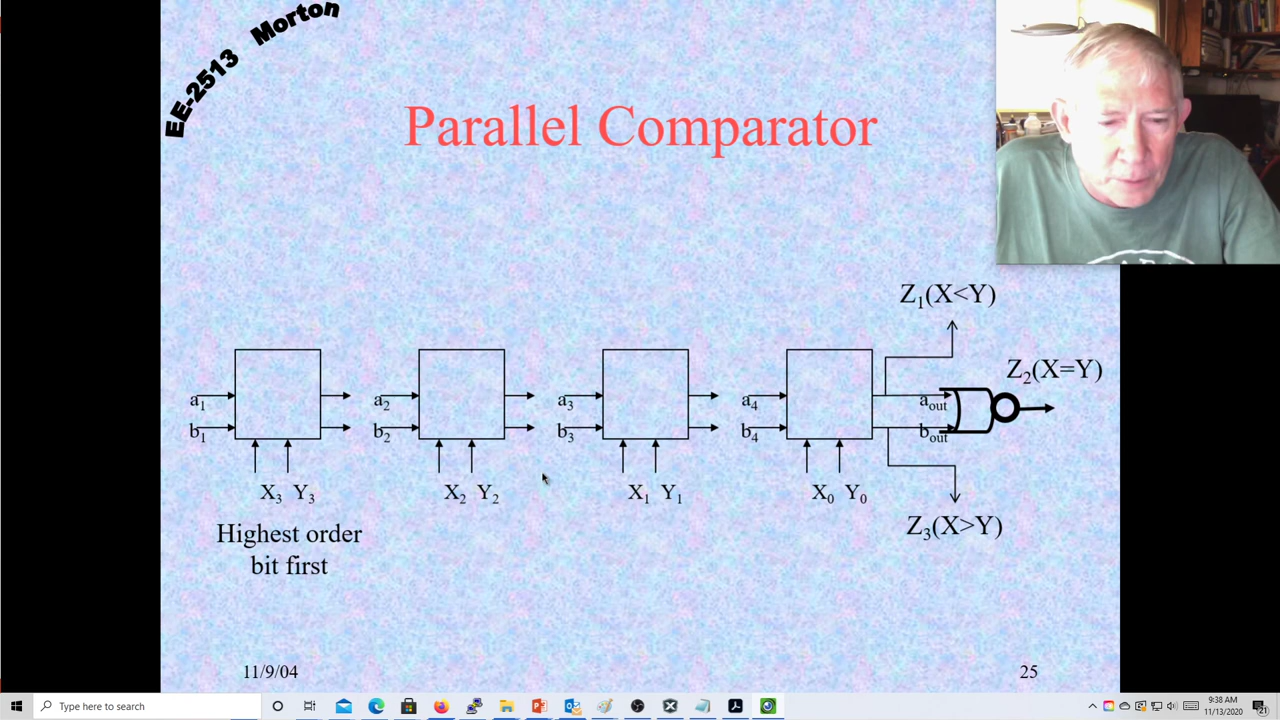 EE-2513 Morton
Parallel Comparator
Z1(X<Y)
Z2(X=Y)
a1
b1
a2
b2
a3
b3
a4
b4
aout
bout
X3 Y3
X2 Y2
X1 Y1
X0 Y0
Z3(X>Y)
Highest order
bit first
11/9/04
25
Type here to search
9:38 AM
11/13/2020
21